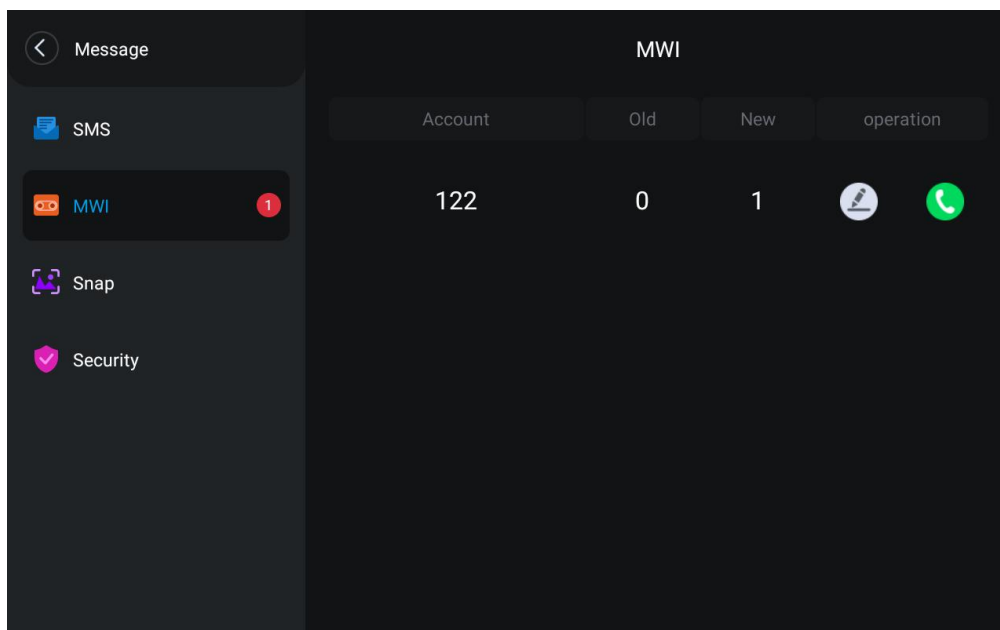 Message
MWI
Account Old New operation
SMS
MWI 1
122 0 1
Snap
Security